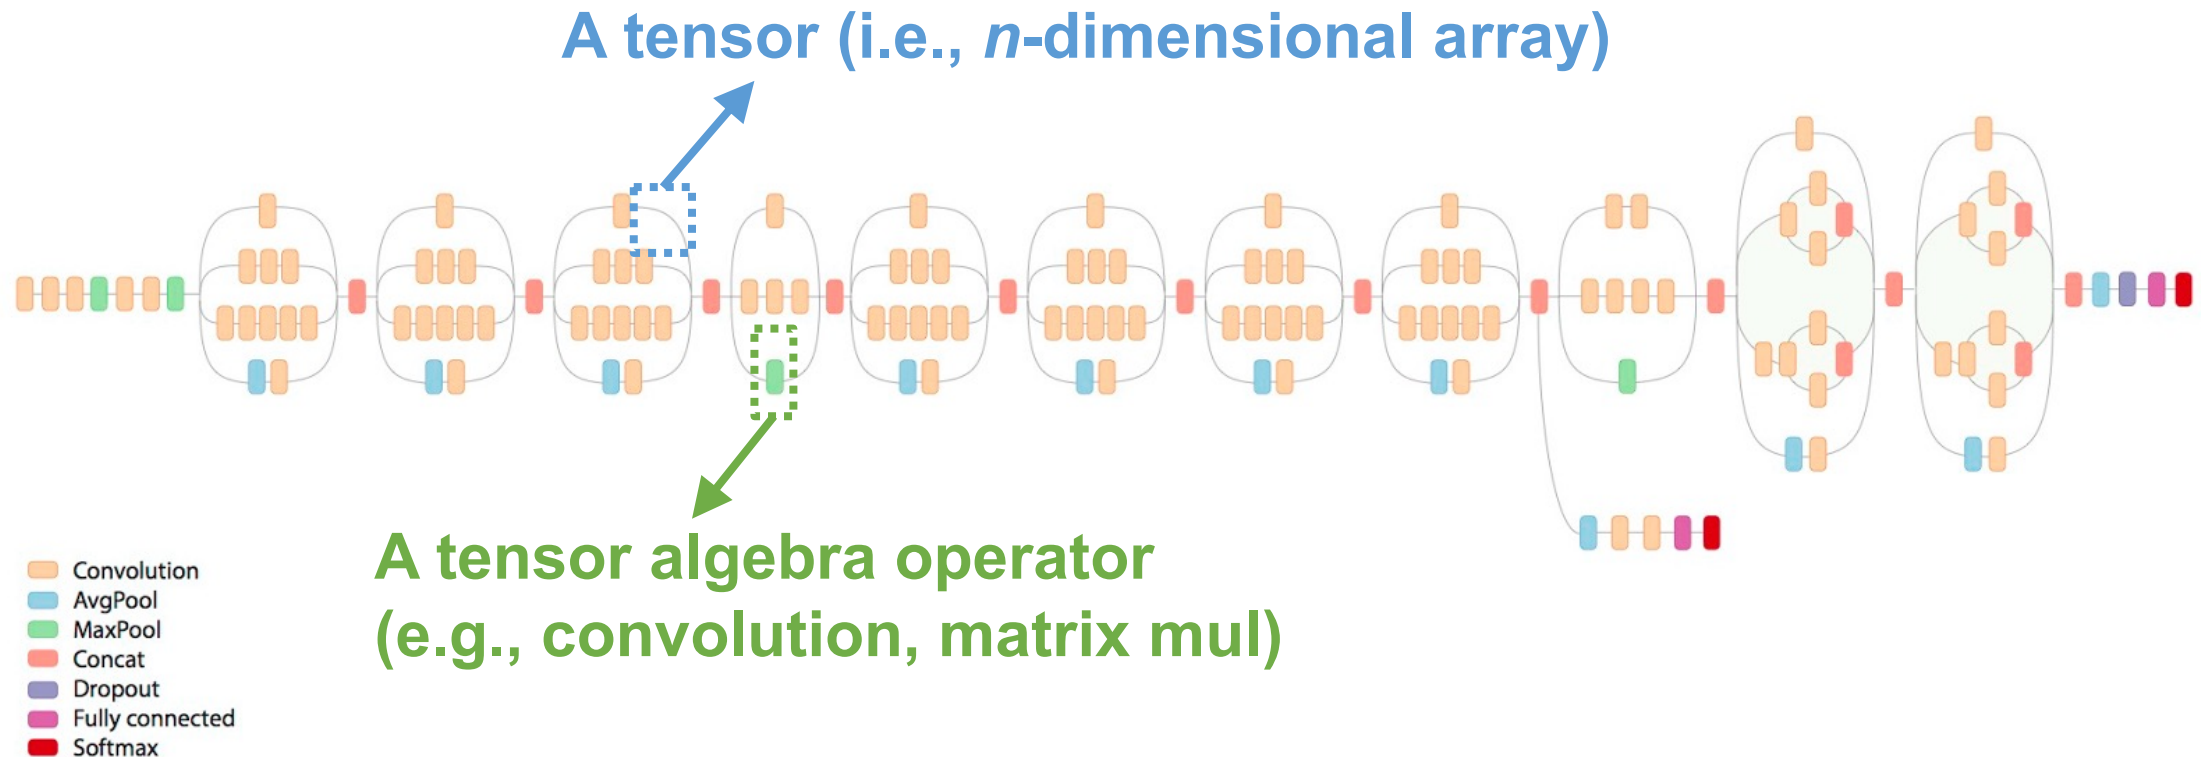 A tensor (i.e., n-dimensional array)
A tensor algebra operator
(e.g., convolution, matrix mul)
Convolution
AvgPool
MaxPool
Concat
Dropout
Fully connected
Softmax